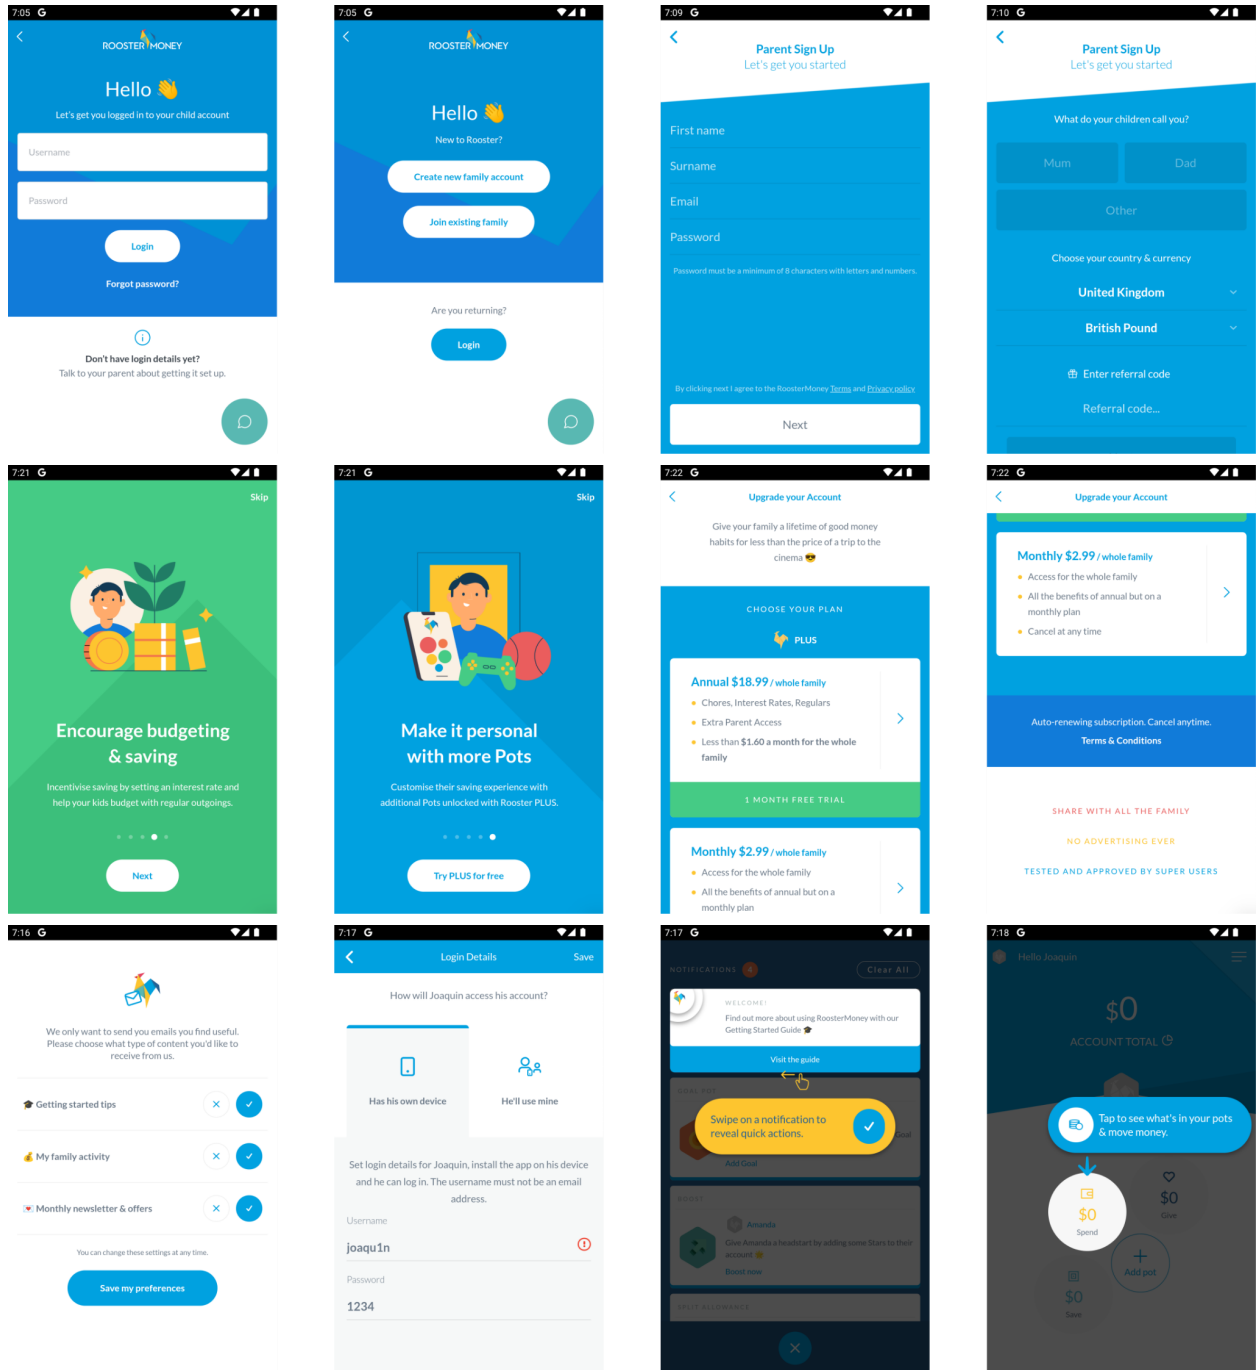 7:05 G
ROOSTER MONEY
Hello 👋
Let's get you logged in to your child account
Username
Password
Login
Forgot password?
Don't have login details yet?
Talk to your parent about getting it set up.
7:05 G
ROOSTER MONEY
Hello 👋
New to Rooster?
Create new family account
Join existing family
Are you returning?
Login
7:09 G
Parent Sign Up
Let's get you started
First name
Surname
Email
Password
Password must be a minimum of 8 characters with letters and numbers.
By clicking next I agree to the RoosterMoney Terms and Privacy policy
Next
7:10 G
Parent Sign Up
Let's get you started
What do your children call you?
Mum
Dad
Other
Choose your country & currency
United Kingdom
British Pound
Enter referral code
Referral code...
7:21 G
Skip
Encourage budgeting
& saving
Incentivise saving by setting an interest rate and
help your kids budget with regular outgoings.
Next
7:21 G
Skip
Make it personal
with more Pots
Customise their saving experience with
additional Pots unlocked with Rooster PLUS.
Try PLUS for free
7:22 G
Upgrade your Account
Give your family a lifetime of good money
habits for less than the price of a trip to the
cinema 😎
CHOOSE YOUR PLAN
PLUS
Annual $18.99 / whole family
Chores, Interest Rates, Regulars
Extra Parent Access
Less than $1.60 a month for the whole
family
1 MONTH FREE TRIAL
Monthly $2.99 / whole family
Access for the whole family
All the benefits of annual but on a
monthly plan
7:22 G
Upgrade your Account
Monthly $2.99 / whole family
Access for the whole family
All the benefits of annual but on a
monthly plan
Cancel at any time
Auto-renewing subscription. Cancel anytime.
Terms & Conditions
SHARE WITH ALL THE FAMILY
NO ADVERTISING EVER
TESTED AND APPROVED BY SUPER USERS
7:16 G
We only want to send you emails you find useful.
Please choose what type of content you'd like to
receive from us.
🎓 Getting started tips
💰 My family activity
💌 Monthly newsletter & offers
You can change these settings at any time.
Save my preferences
7:17 G
Login Details
Save
How will Joaquin access his account?
Has his own device
He'll use mine
Set login details for Joaquin, install the app on his device
and he can log in. The username must not be an email
address.
Username
joaqu1n
Password
1234
7:17 G
NOTIFICATIONS 4
Clear All
WELCOME!
Find out more about using RoosterMoney with our
Getting Started Guide 🎓
Visit the guide
GOAL POT
Swipe on a notification to
reveal quick actions.
Goal
Add Goal
BOOST
Amanda
Give Amanda a headstart by adding some Stars to their
account
Boost now
SPLIT ALLOWANCE
7:18 G
Hello Joaquin
$0
ACCOUNT TOTAL
Tap to see what's in your pots
& move money.
$0
Spend
$0
Give
Add pot
$0
Save